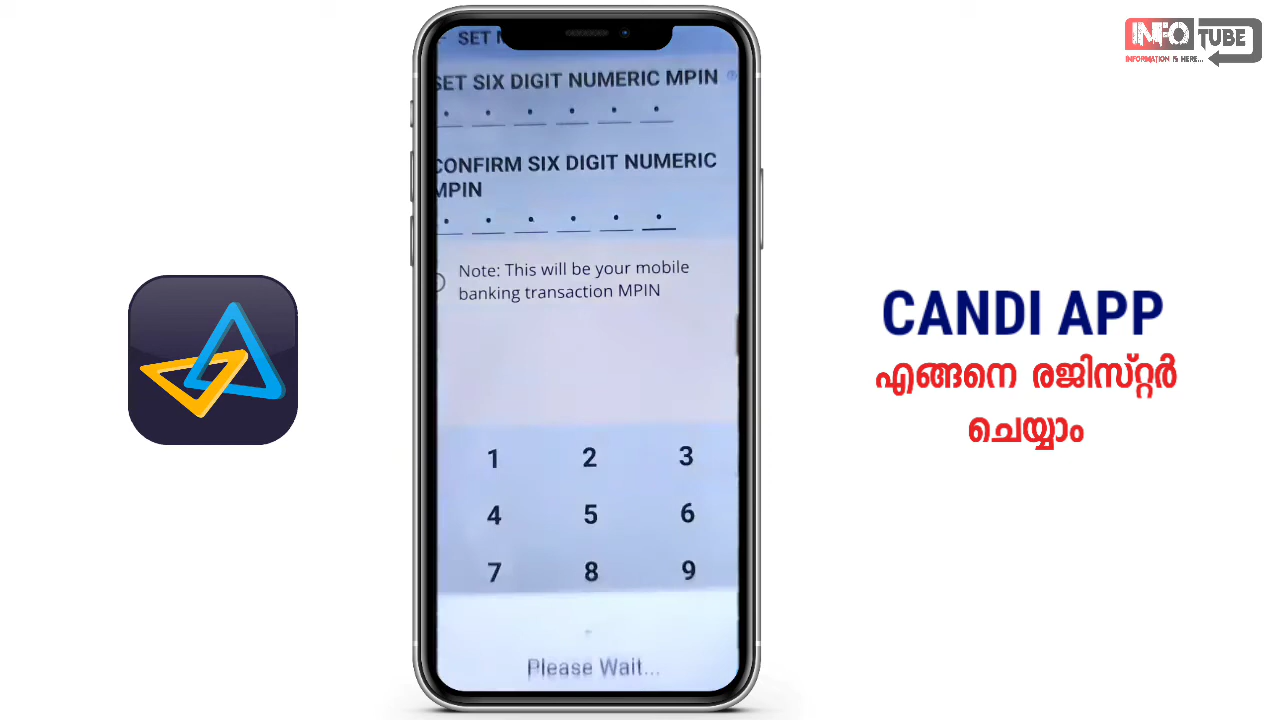 INFO TUBE
INFORMATION IS HERE...
SET
SET SIX DIGIT NUMERIC MPIN
CONFIRM SIX DIGIT NUMERIC
MPIN
Note: This will be your mobile
banking transaction MPIN
1 2 3
4 5 6
7 8 9
Please Wait...
CANDI APP
എങ്ങനെ രജിസ്റ്റർ
ചെയ്യാം